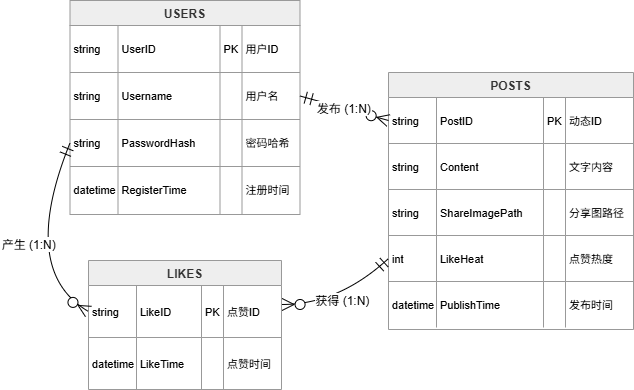 USERS
string UserID PK 用户ID
string Username 用户名
string PasswordHash 密码哈希
datetime RegisterTime 注册时间
发布 (1:N)
POSTS
string PostID PK 动态ID
string Content 文字内容
string ShareImagePath 分享图路径
int LikeHeat 点赞热度
datetime PublishTime 发布时间
产生 (1:N)
获得 (1:N)
LIKES
string LikeID PK 点赞ID
datetime LikeTime 点赞时间